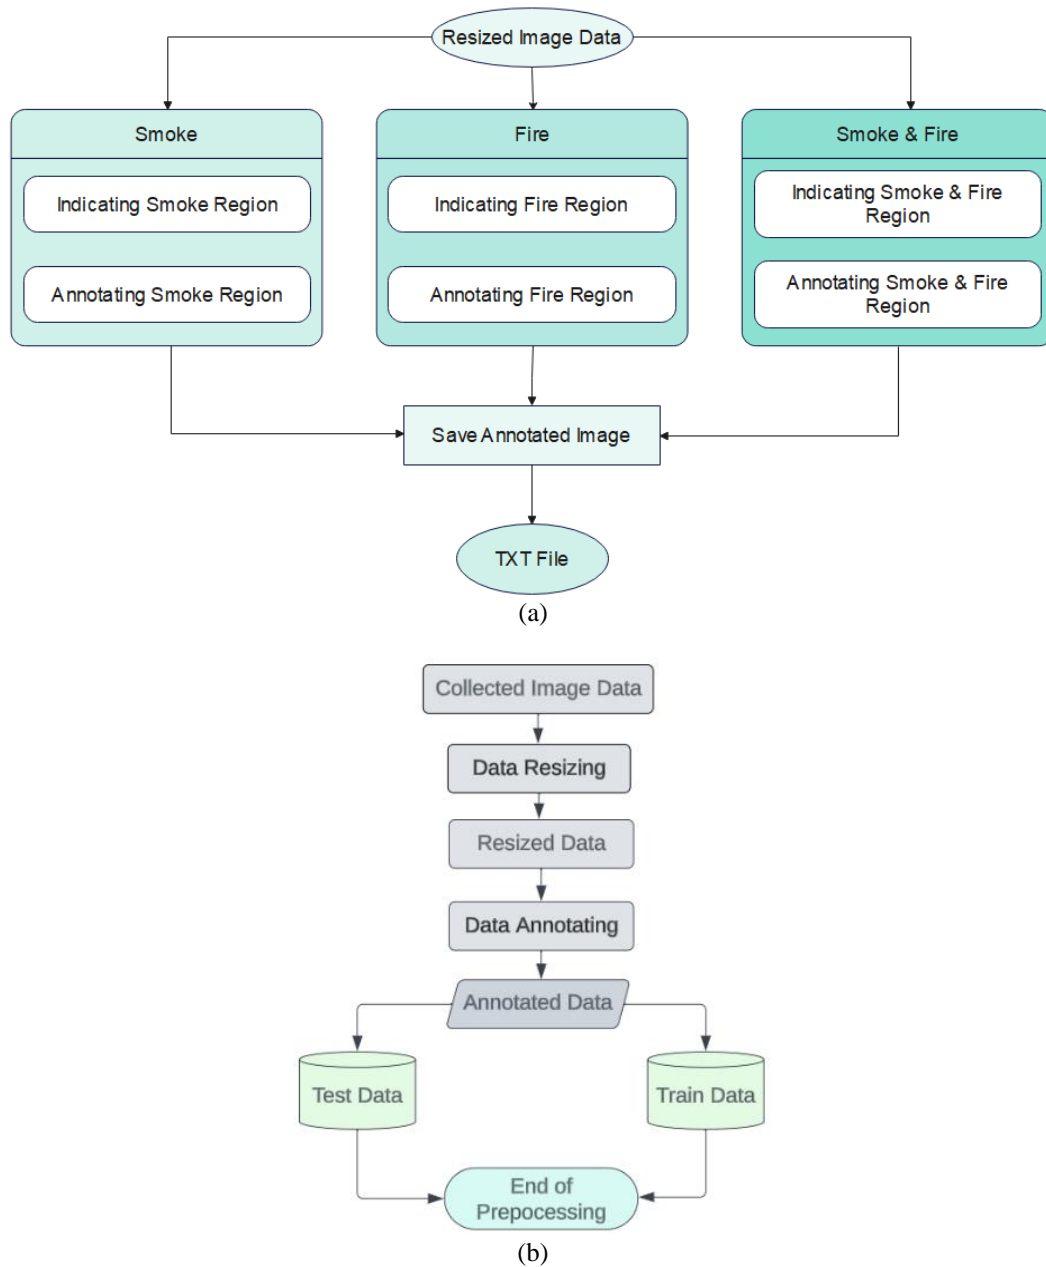 Resized Image Data
Smoke
Fire
Smoke & Fire
Indicating Smoke Region
Indicating Fire Region
Indicating Smoke & Fire
Region
Annotating Smoke Region
Annotating Fire Region
Annotating Smoke & Fire
Region
Save Annotated Image
TXT File
(a)
Collected Image Data
Data Resizing
Resized Data
Data Annotating
Annotated Data
Test Data
Train Data
End of
Prepocessing
(b)